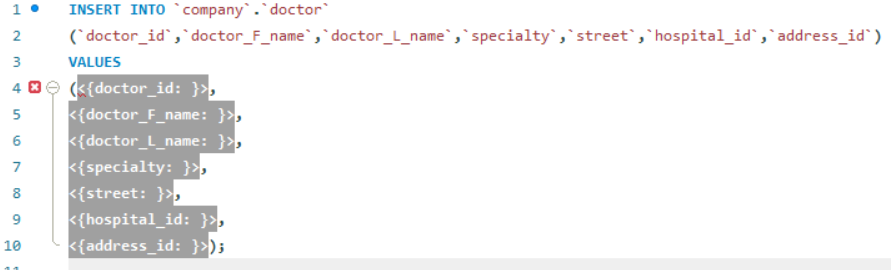 1 INSERT INTO `company`.`doctor`
2 (`doctor_id`,`doctor_F_name`,`doctor_L_name`,`specialty`,`street`,`hospital_id`,`address_id`)
3 VALUES
4 (<{doctor_id: }>,
5 <{doctor_F_name: }>,
6 <{doctor_L_name: }>,
7 <{specialty: }>,
8 <{street: }>,
9 <{hospital_id: }>,
10 <{address_id: }>);
11